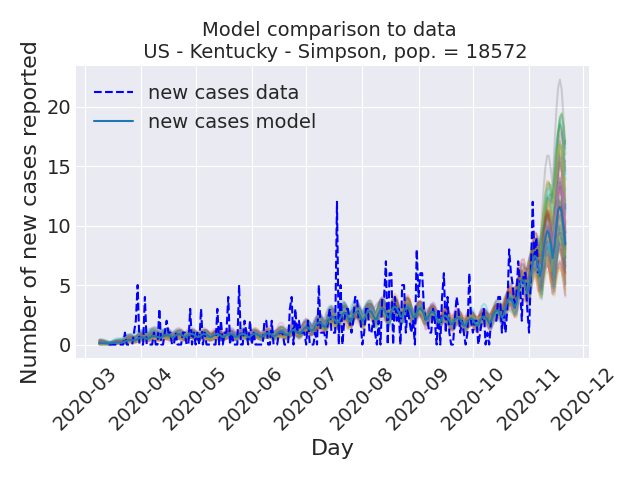 Model comparison to data
US - Kentucky - Simpson, pop. = 18572
Number of new cases reported
new cases data
new cases model
20
15
10
5
0
2020-03
2020-04
2020-05
2020-06
2020-07
2020-08
2020-09
2020-10
2020-11
2020-12
Day